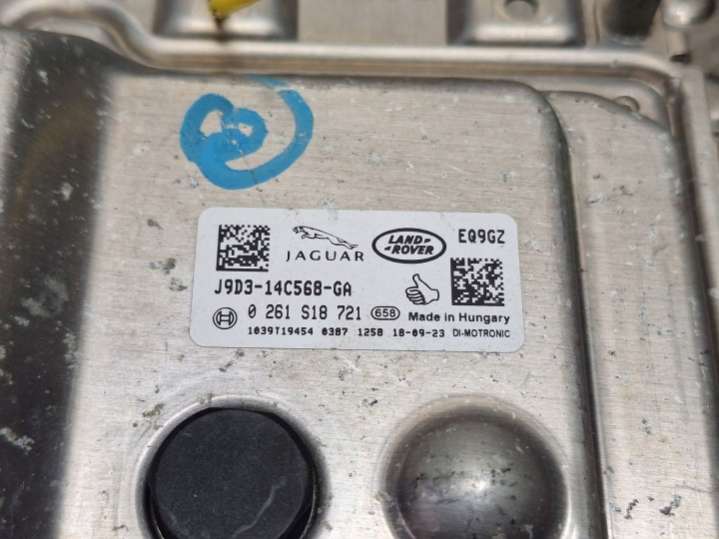 JAGUAR
LAND ROVER
EQ9GZ
J9D3-14C568-GA
0 261 S18 721 658 Made in Hungary
1039T19454 0387 1258 18-09-23 DI-MOTRONIC